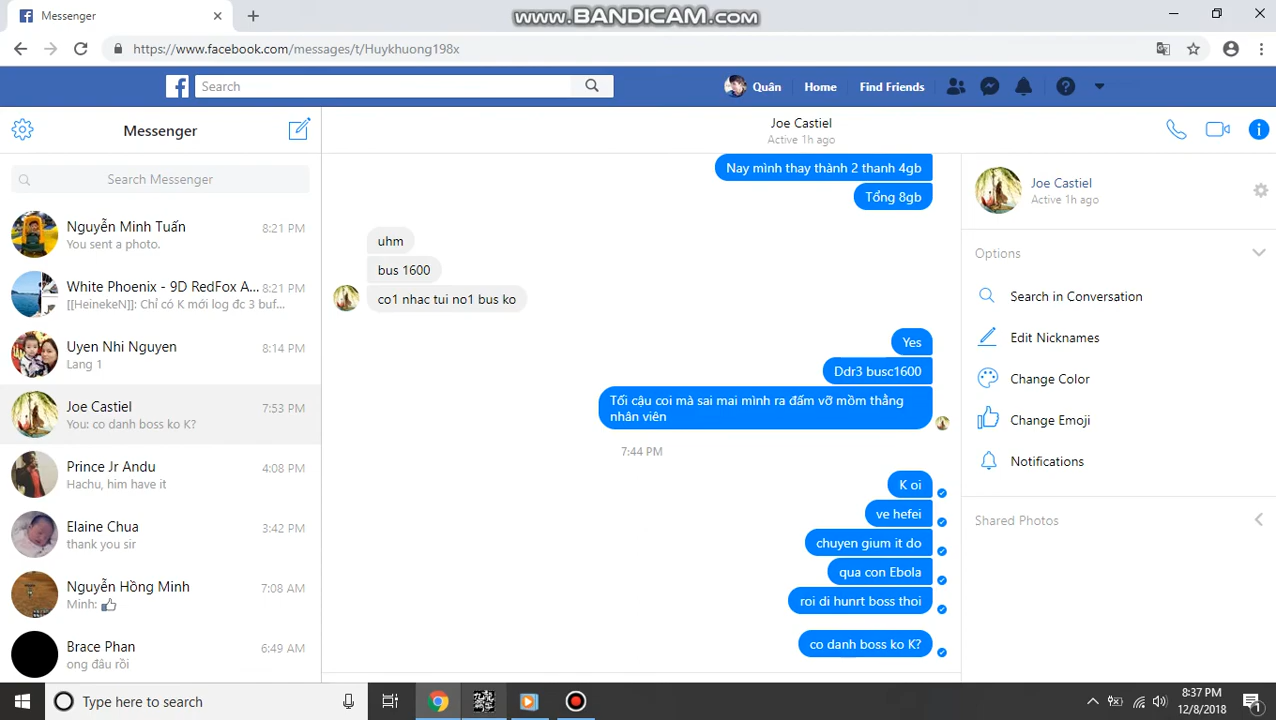 Messenger
www.BANDICAM.com
https://www.facebook.com/messages/t/Huykhuong198x
Search
Quân
Home
Find Friends
Messenger
Search Messenger
Nguyễn Minh Tuấn
8:21 PM
You sent a photo.
White Phoenix - 9D RedFox A...
8:21 PM
[[HeinekeN]]: Chỉ có K mới log đc 3 buf...
Uyen Nhi Nguyen
8:14 PM
Lang 1
Joe Castiel
7:53 PM
You: co danh boss ko K?
Prince Jr Andu
4:08 PM
Hachu, him have it
Elaine Chua
3:42 PM
thank you sir
Nguyễn Hồng Minh
7:08 AM
Minh:
Brace Phan
6:49 AM
ong đâu rồi
Joe Castiel
Active 1h ago
Nay mình thay thành 2 thanh 4gb
Tổng 8gb
uhm
bus 1600
co1 nhac tui no1 bus ko
Yes
Ddr3 busc1600
Tối cậu coi mà sai mai mình ra đấm vỡ mồm thằng
nhân viên
7:44 PM
K oi
ve hefei
chuyen gium it do
qua con Ebola
roi di hunrt boss thoi
co danh boss ko K?
Joe Castiel
Active 1h ago
Options
Search in Conversation
Edit Nicknames
Change Color
Change Emoji
Notifications
Shared Photos
Type here to search
8:37 PM
12/8/2018
1